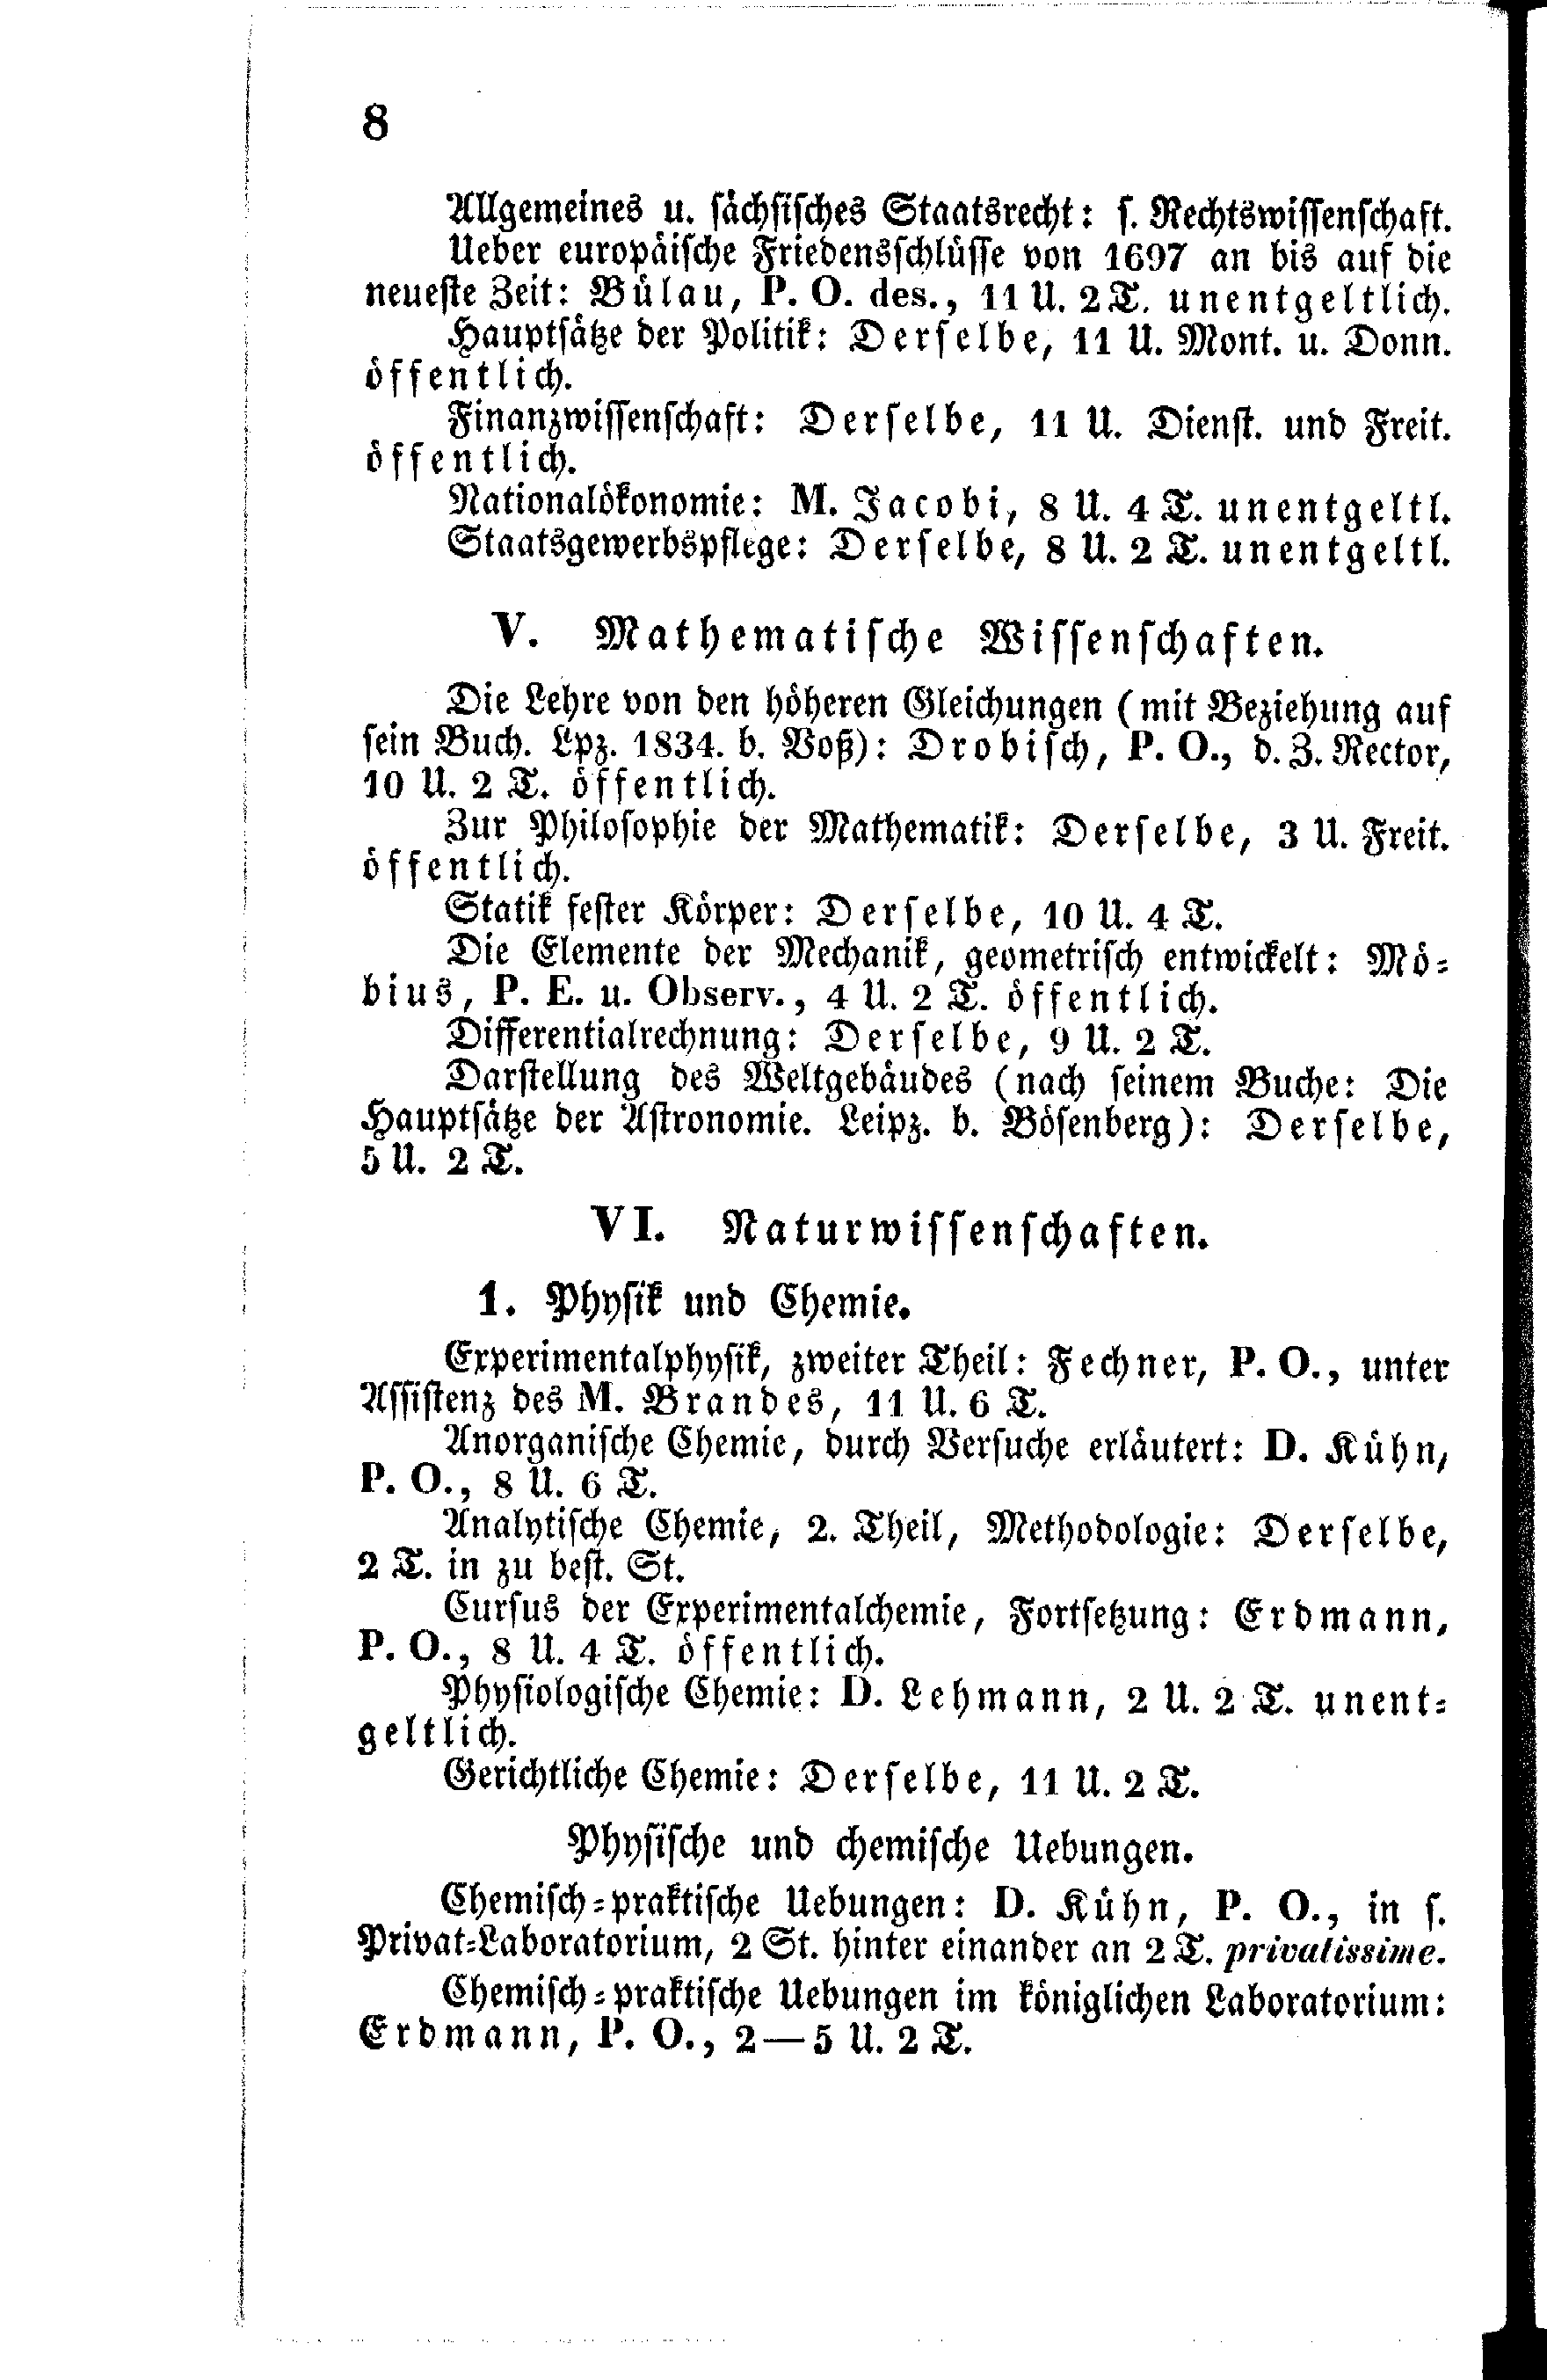 8
Allgemeines u. sächsisches Staatsrecht: s. Rechtswissenschaft.
Ueber europäische Friedensschlüsse von 1697 an bis auf die
neueste Zeit: Bülau, P. O. des., 11 U. 2 T. unentgeltlich.
Hauptsätze der Politik: Derselbe, 11 U. Mont. u. Donn.
öffentlich.
Finanzwissenschaft: Derselbe, 11 U. Dienst. und Freit.
öffentlich.
Nationalökonomie: M. Jacobi, 8 U. 4 T. unentgeltl.
Staatsgewerbspflege: Derselbe, 8 U. 2 T. unentgeltl.
V. Mathematische Wissenschaften.
Die Lehre von den höheren Gleichungen (mit Beziehung auf
sein Buch. Lpz. 1834. b. Voß): Drobisch, P. O., d. Z. Rector,
10 U. 2 T. öffentlich.
Zur Philosophie der Mathematik: Derselbe, 3 U. Freit.
öffentlich.
Statik fester Körper: Derselbe, 10 U. 4 T.
Die Elemente der Mechanik, geometrisch entwickelt: Mö-
bius, P. E. u. Observ., 4 U. 2 T. öffentlich.
Differentialrechnung: Derselbe, 9 U. 2 T.
Darstellung des Weltgebäudes (nach seinem Buche: Die
Hauptsätze der Astronomie. Leipz. b. Bösenberg): Derselbe,
5 U. 2 T.
VI. Naturwissenschaften.
1. Physik und Chemie.
Experimentalphysik, zweiter Theil: Fechner, P. O., unter
Assistenz des M. Brandes, 11 U. 6 T.
Anorganische Chemie, durch Versuche erläutert: D. Kühn,
P. O., 8 U. 6 T.
Analytische Chemie, 2. Theil, Methodologie: Derselbe,
2 T. in zu best. St.
Cursus der Experimentalchemie, Fortsetzung: Erdmann,
P. O., 8 U. 4 T. öffentlich.
Physiologische Chemie: D. Lehmann, 2 U. 2 T. unent-
geltlich.
Gerichtliche Chemie: Derselbe, 11 U. 2 T.
Physische und chemische Uebungen.
Chemisch-praktische Uebungen: D. Kühn, P. O., in s.
Privat-Laboratorium, 2 St. hinter einander an 2 T. privatissime.
Chemisch-praktische Uebungen im königlichen Laboratorium:
Erdmann, P. O., 2—5 U. 2 T.